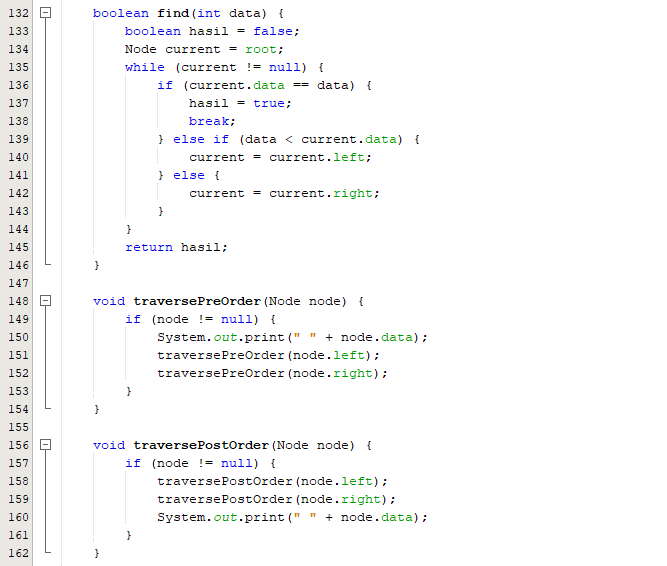 132 boolean find(int data) {
133 boolean hasil = false;
134 Node current = root;
135 while (current != null) {
136 if (current.data == data) {
137 hasil = true;
138 break;
139 } else if (data < current.data) {
140 current = current.left;
141 } else {
142 current = current.right;
143 }
144 }
145 return hasil;
146 }
147
148 void traversePreOrder(Node node) {
149 if (node != null) {
150 System.out.print(" " + node.data);
151 traversePreOrder(node.left);
152 traversePreOrder(node.right);
153 }
154 }
155
156 void traversePostOrder(Node node) {
157 if (node != null) {
158 traversePostOrder(node.left);
159 traversePostOrder(node.right);
160 System.out.print(" " + node.data);
161 }
162 }